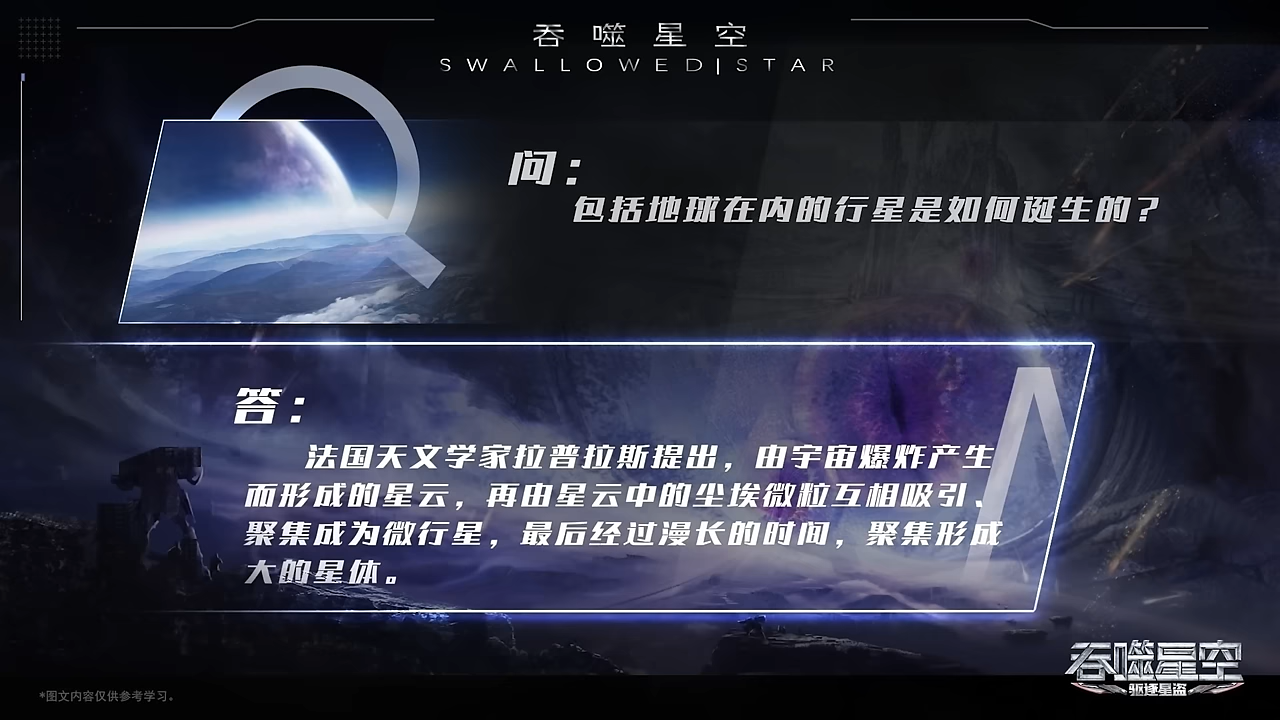 吞噬星空
SWALLOWED|STAR
问：
包括地球在内的行星是如何诞生的？
答：
法国天文学家拉普拉斯提出，由宇宙爆炸产生
而形成的星云，再由星云中的尘埃微粒互相吸引、
聚集成为微行星，最后经过漫长的时间，聚集形成
大的星体。
吞噬星空
驱逐星盗
*图文内容仅供参考学习。